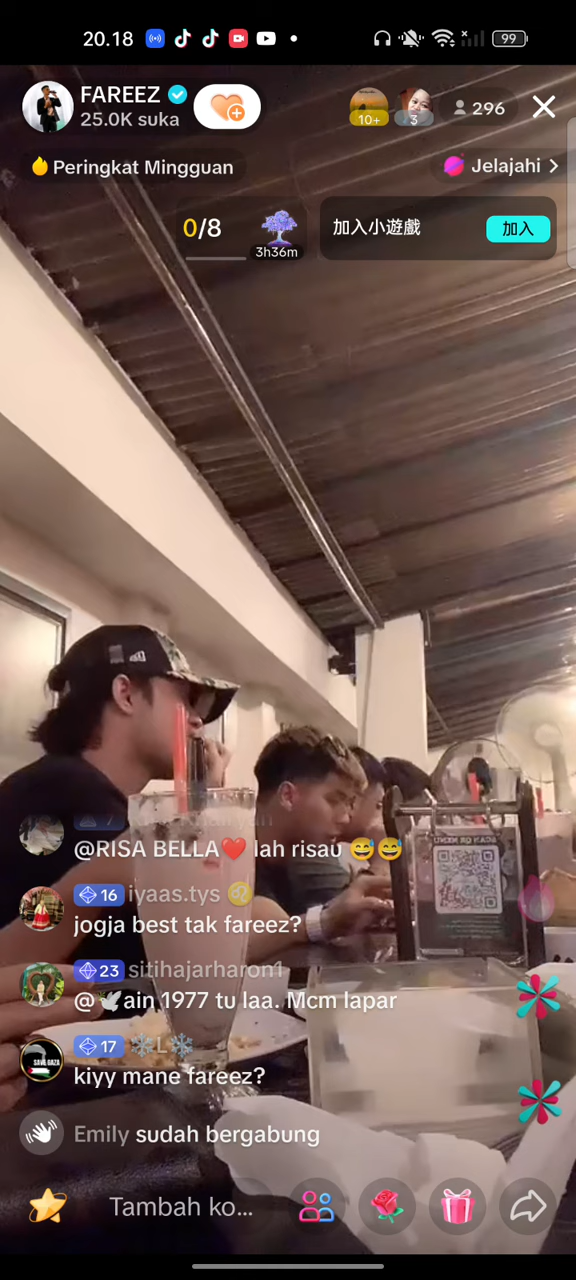 20.18
99
FAREEZ
25.0K suka
10+
3
296
Peringkat Mingguan
Jelajahi >
0/8
3h36m
加入小遊戲
加入
@RISA BELLA❤️ lah risau 😅😅
16 iyaas.tys ♌
jogja best tak fareez?
23 sitihajarharon1
@🕊️ain 1977 tu laa. Mcm lapar
17 ❄️L❄️
kiyy mane fareez?
Emily sudah bergabung
Tambah ko...